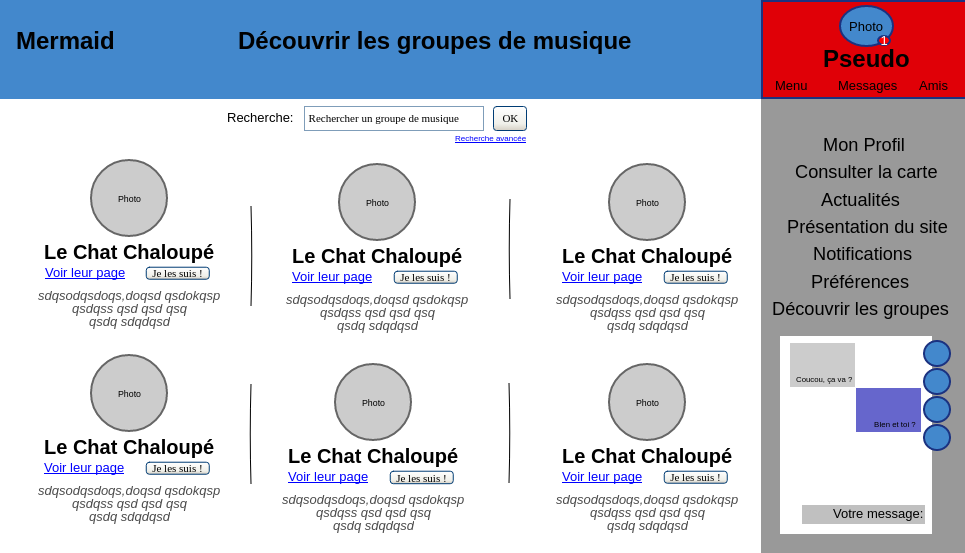 Mermaid
Découvrir les groupes de musique
Photo
1
Pseudo
Menu Messages Amis
Recherche: Rechercher un groupe de musique OK
Recherche avancée
Photo
Le Chat Chaloupé
Voir leur page Je les suis !
sdqsodqsdoqs,doqsd qsdokqsp
qsdqss qsd qsd qsq
qsdq sdqdqsd
Photo
Le Chat Chaloupé
Voir leur page Je les suis !
sdqsodqsdoqs,doqsd qsdokqsp
qsdqss qsd qsd qsq
qsdq sdqdqsd
Photo
Le Chat Chaloupé
Voir leur page Je les suis !
sdqsodqsdoqs,doqsd qsdokqsp
qsdqss qsd qsd qsq
qsdq sdqdqsd
Photo
Le Chat Chaloupé
Voir leur page Je les suis !
sdqsodqsdoqs,doqsd qsdokqsp
qsdqss qsd qsd qsq
qsdq sdqdqsd
Photo
Le Chat Chaloupé
Voir leur page Je les suis !
sdqsodqsdoqs,doqsd qsdokqsp
qsdqss qsd qsd qsq
qsdq sdqdqsd
Photo
Le Chat Chaloupé
Voir leur page Je les suis !
sdqsodqsdoqs,doqsd qsdokqsp
qsdqss qsd qsd qsq
qsdq sdqdqsd
Mon Profil
Consulter la carte
Actualités
Présentation du site
Notifications
Préférences
Découvrir les groupes
Coucou, ça va ?
Bien et toi ?
Votre message: